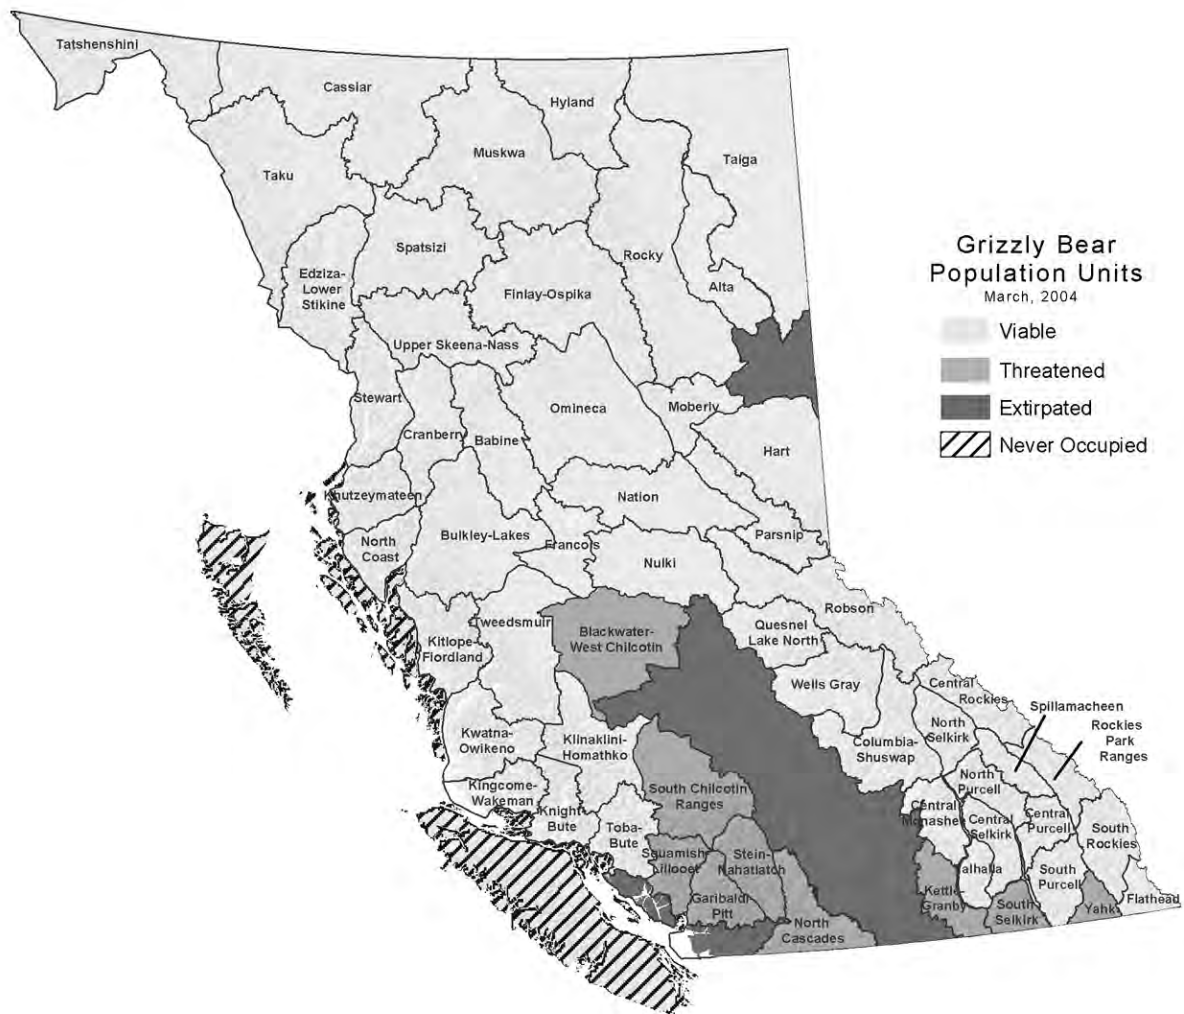 Tatshenshini
Cassiar
Hyland
Muskwa
Taiga
Taku
Spatsizi
Rocky
Edziza-
Lower
Stikine
Alta
Finlay-Ospika
Grizzly Bear
Population Units
March, 2004
Viable
Threatened
Extirpated
Never Occupied
Upper Skeena-Nass
Stewart
Omineca
Moberly
Cranberry
Babine
Hart
Khutzeymateen
Nation
North
Coast
Bulkley-Lakes
Francois
Parsnip
Nulki
Robson
Tweedsmuir
Blackwater-
West Chilcotin
Quesnel
Lake North
Kitlope-
Fiordland
Wells Gray
Central
Rockies
Spillamacheen
Rockies
Park
Ranges
Kwatna-
Owikeno
Klinaklini-
Homathko
Columbia-
Shuswap
North
Selkirk
North
Purcell
Kingcome-
Wakeman
South Chilcotin
Ranges
Knight-
Bute
Toba-
Bute
Central
Monashee
Central
Selkirk
Central
Purcell
South
Rockies
Squamish-
Lillooet
Stein-
Nahatlatch
Valhalla
South
Purcell
Kettle-
Granby
Garibaldi-
Pitt
North
Cascades
South
Selkirk
Yahk
Flathead